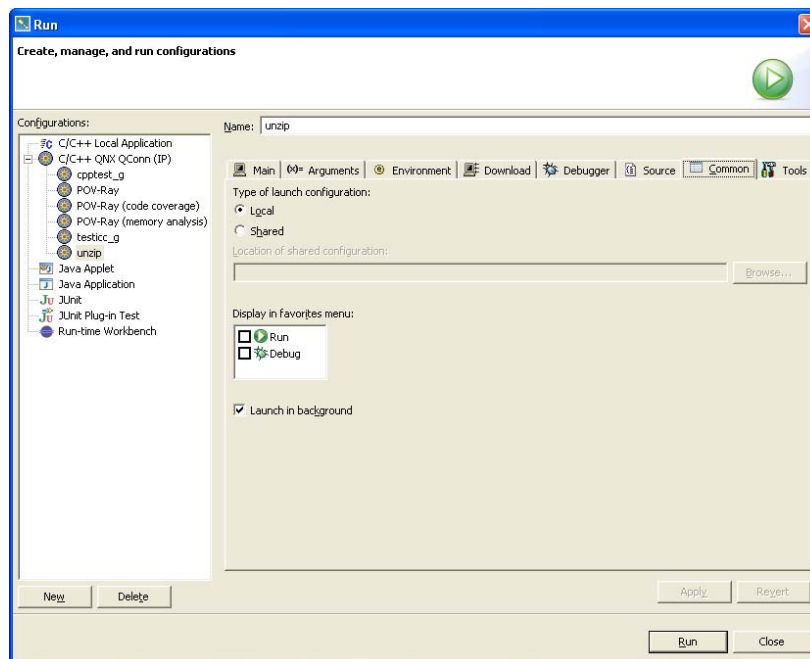 Run
Create, manage, and run configurations
Configurations:
C/C++ Local Application
C/C++ QNX QConn (IP)
cpptest_g
POV-Ray
POV-Ray (code coverage)
POV-Ray (memory analysis)
testicc_g
unzip
Java Applet
Java Application
JUnit
JUnit Plug-in Test
Run-time Workbench
New Delete
Name: unzip
Main (x)= Arguments Environment Download Debugger Source Common Tools
Type of launch configuration:
Local
Shared
Location of shared configuration:
Browse...
Display in favorites menu:
Run
Debug
Launch in background
Apply Revert
Run Close